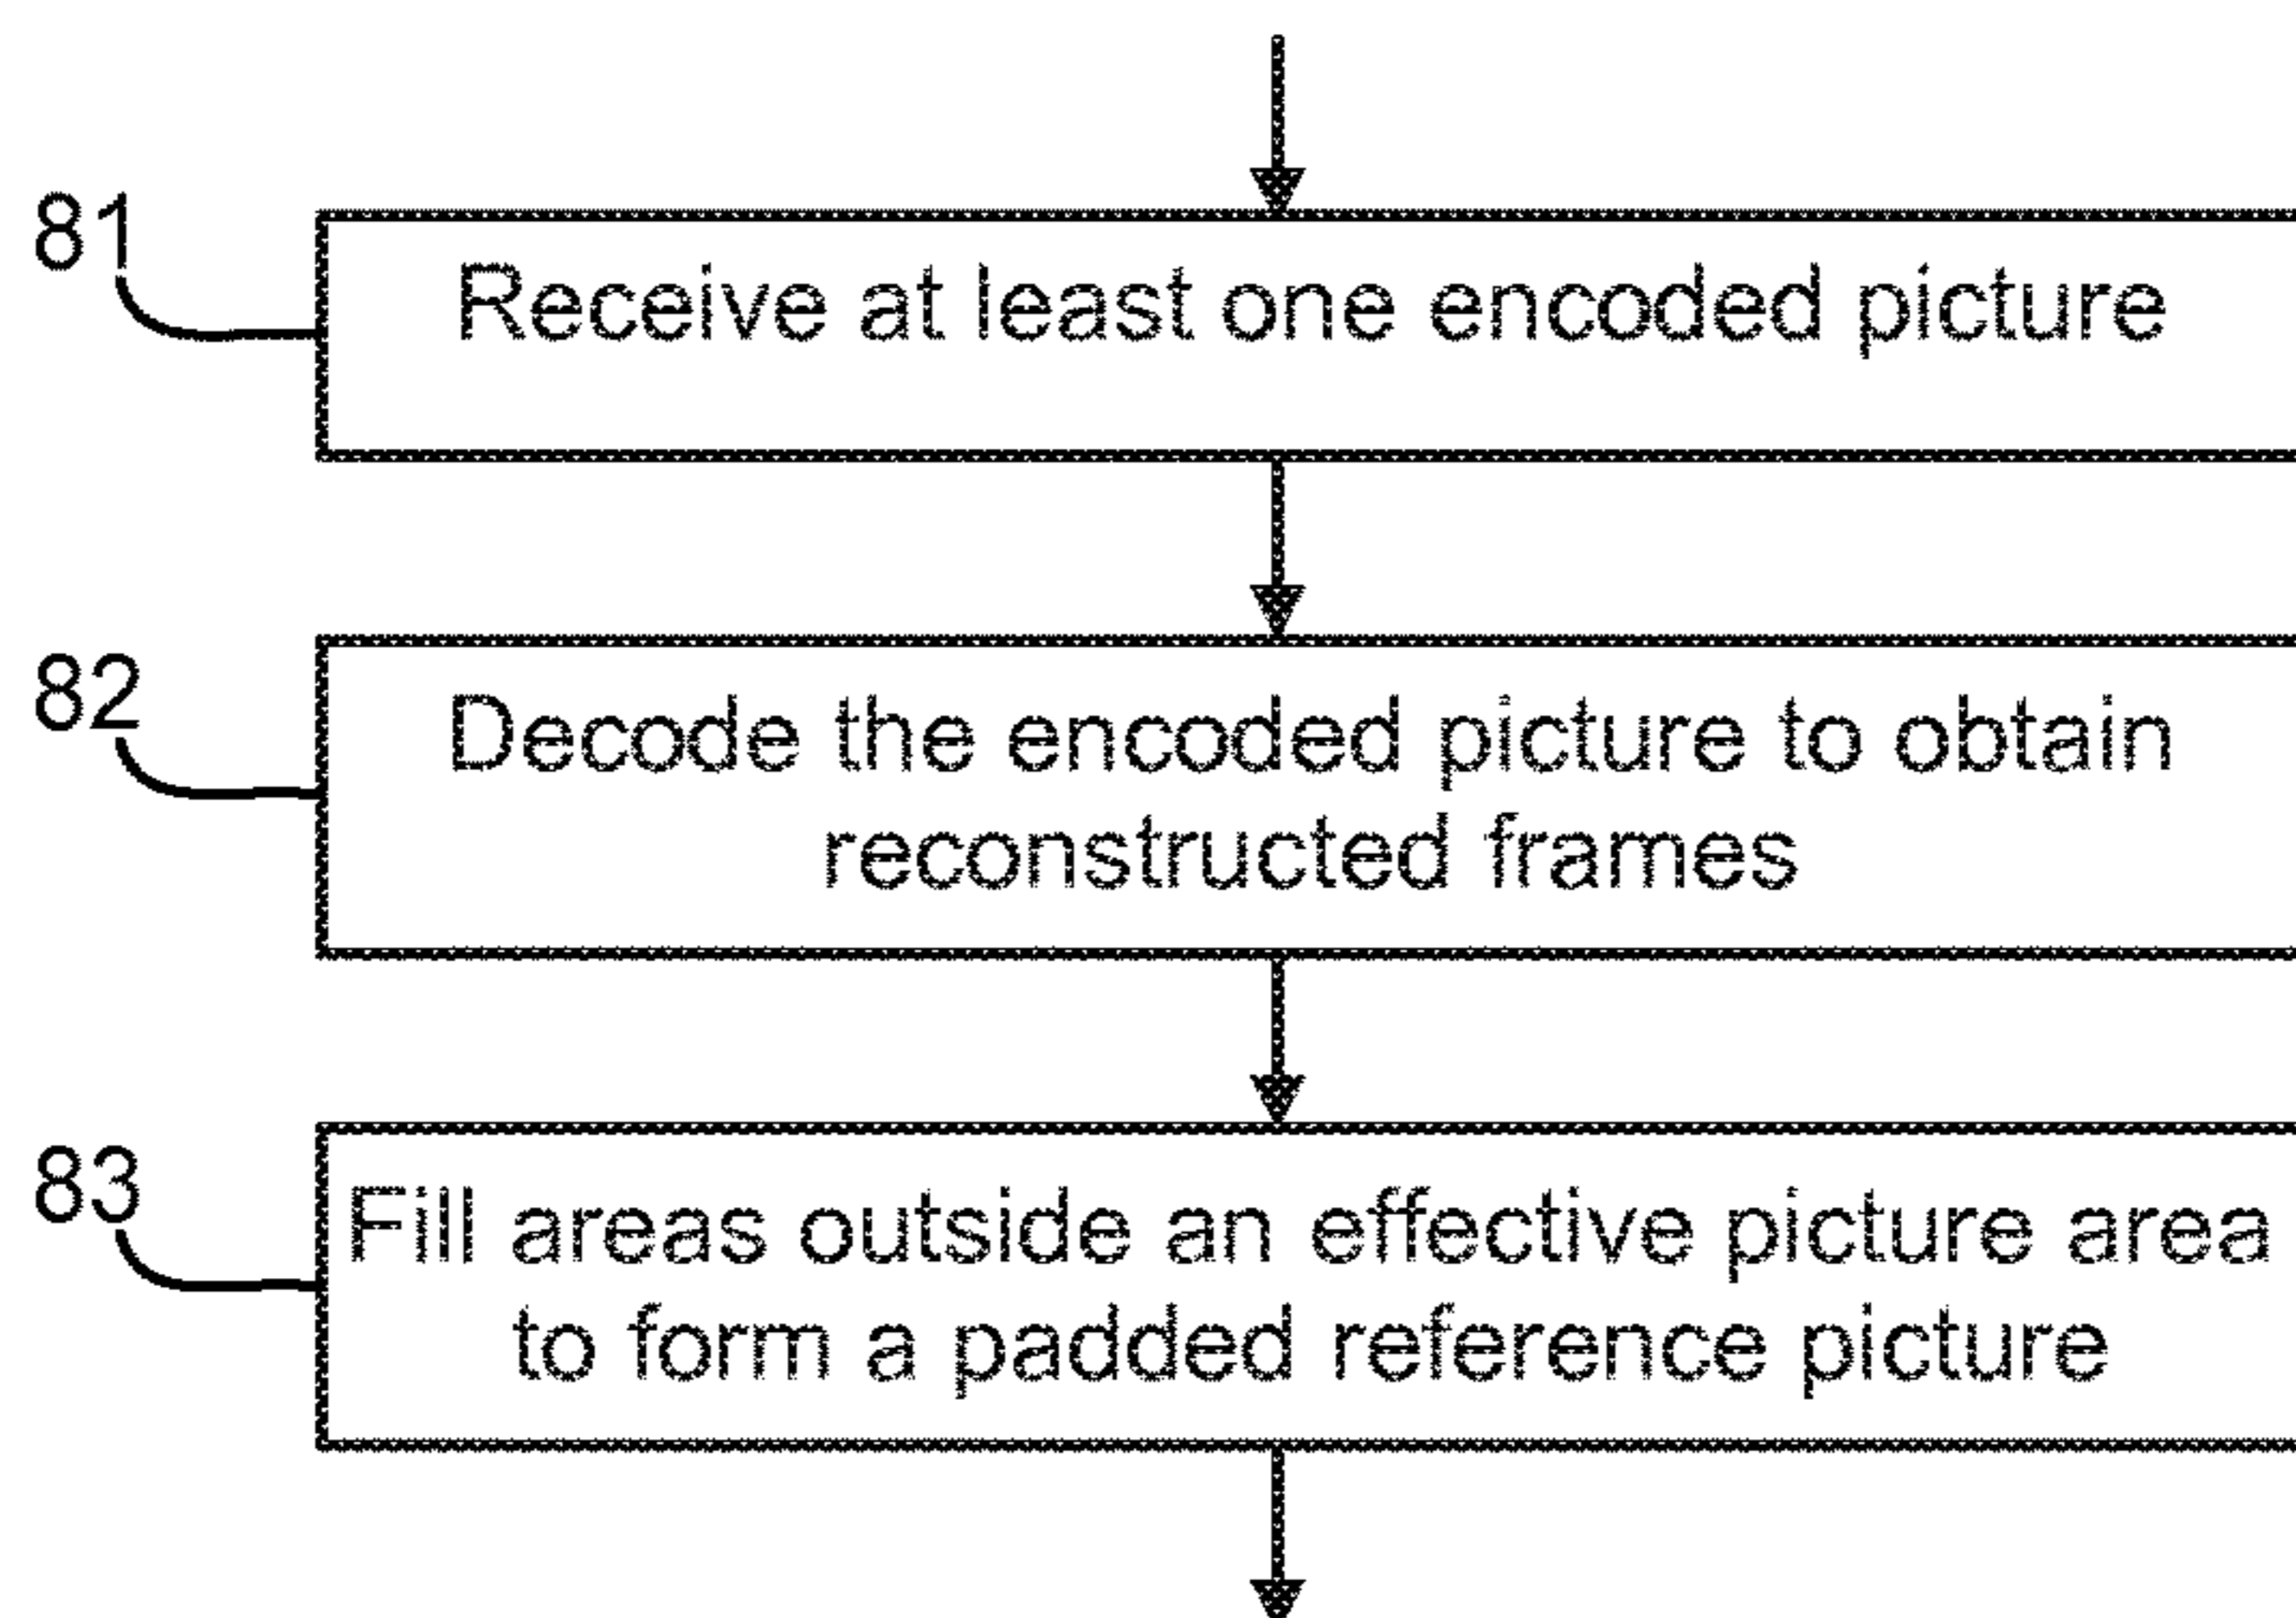 81
Receive at least one encoded picture
82
Decode the encoded picture to obtain
reconstructed frames
83
Fill areas outside an effective picture area
to form a padded reference picture